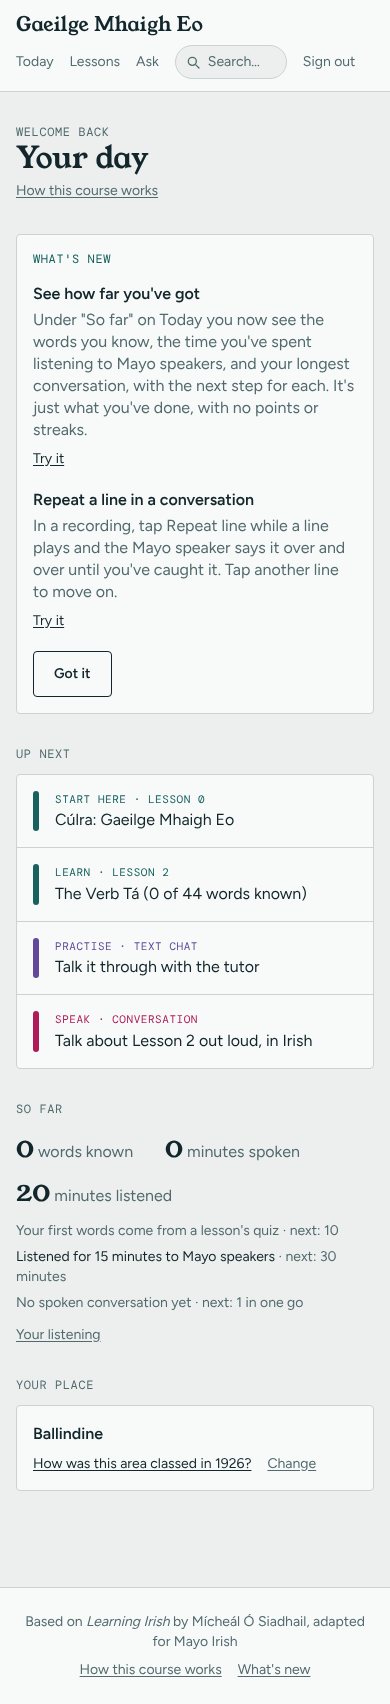 Gaeilge Mhaigh Eo
Today Lessons Ask Search... Sign out
WELCOME BACK
Your day
How this course works
WHAT'S NEW
See how far you've got
Under "So far" on Today you now see the
words you know, the time you've spent
listening to Mayo speakers, and your longest
conversation, with the next step for each. It's
just what you've done, with no points or
streaks.
Try it
Repeat a line in a conversation
In a recording, tap Repeat line while a line
plays and the Mayo speaker says it over and
over until you've caught it. Tap another line
to move on.
Try it
Got it
UP NEXT
START HERE · LESSON 0
Cúlra: Gaeilge Mhaigh Eo
LEARN · LESSON 2
The Verb Tá (0 of 44 words known)
PRACTISE · TEXT CHAT
Talk it through with the tutor
SPEAK · CONVERSATION
Talk about Lesson 2 out loud, in Irish
SO FAR
0 words known 0 minutes spoken
20 minutes listened
Your first words come from a lesson's quiz · next: 10
Listened for 15 minutes to Mayo speakers · next: 30
minutes
No spoken conversation yet · next: 1 in one go
Your listening
YOUR PLACE
Ballindine
How was this area classed in 1926? Change
Based on Learning Irish by Mícheál Ó Siadhail, adapted
for Mayo Irish
How this course works What's new